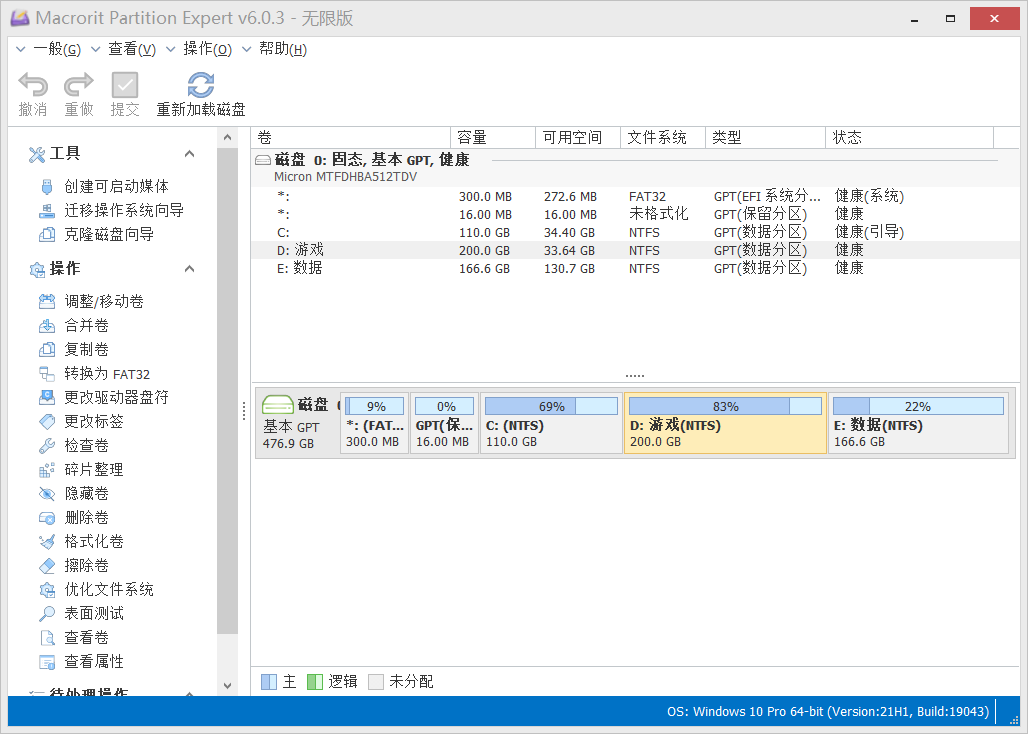 Macrorit Partition Expert v6.0.3 - 无限版
一般(G) 查看(V) 操作(O) 帮助(H)
撤消 重做 提交 重新加载磁盘
工具
创建可启动媒体
迁移操作系统向导
克隆磁盘向导
操作
调整/移动卷
合并卷
复制卷
转换为 FAT32
更改驱动器盘符
更改标签
检查卷
碎片整理
隐藏卷
删除卷
格式化卷
擦除卷
优化文件系统
表面测试
查看卷
查看属性
待处理操作
卷 容量 可用空间 文件系统 类型 状态
磁盘 0: 固态, 基本 GPT, 健康
Micron MTFDHBA512TDV
*: 300.0 MB 272.6 MB FAT32 GPT(EFI 系统分... 健康(系统)
*: 16.00 MB 16.00 MB 未格式化 GPT(保留分区) 健康
C: 110.0 GB 34.40 GB NTFS GPT(数据分区) 健康(引导)
D: 游戏 200.0 GB 33.64 GB NTFS GPT(数据分区) 健康
E: 数据 166.6 GB 130.7 GB NTFS GPT(数据分区) 健康
磁盘
基本 GPT
476.9 GB
9%
*: (FAT...
300.0 MB
0%
GPT(保...
16.00 MB
69%
C: (NTFS)
110.0 GB
83%
D: 游戏(NTFS)
200.0 GB
22%
E: 数据(NTFS)
166.6 GB
主 逻辑 未分配
OS: Windows 10 Pro 64-bit (Version:21H1, Build:19043)